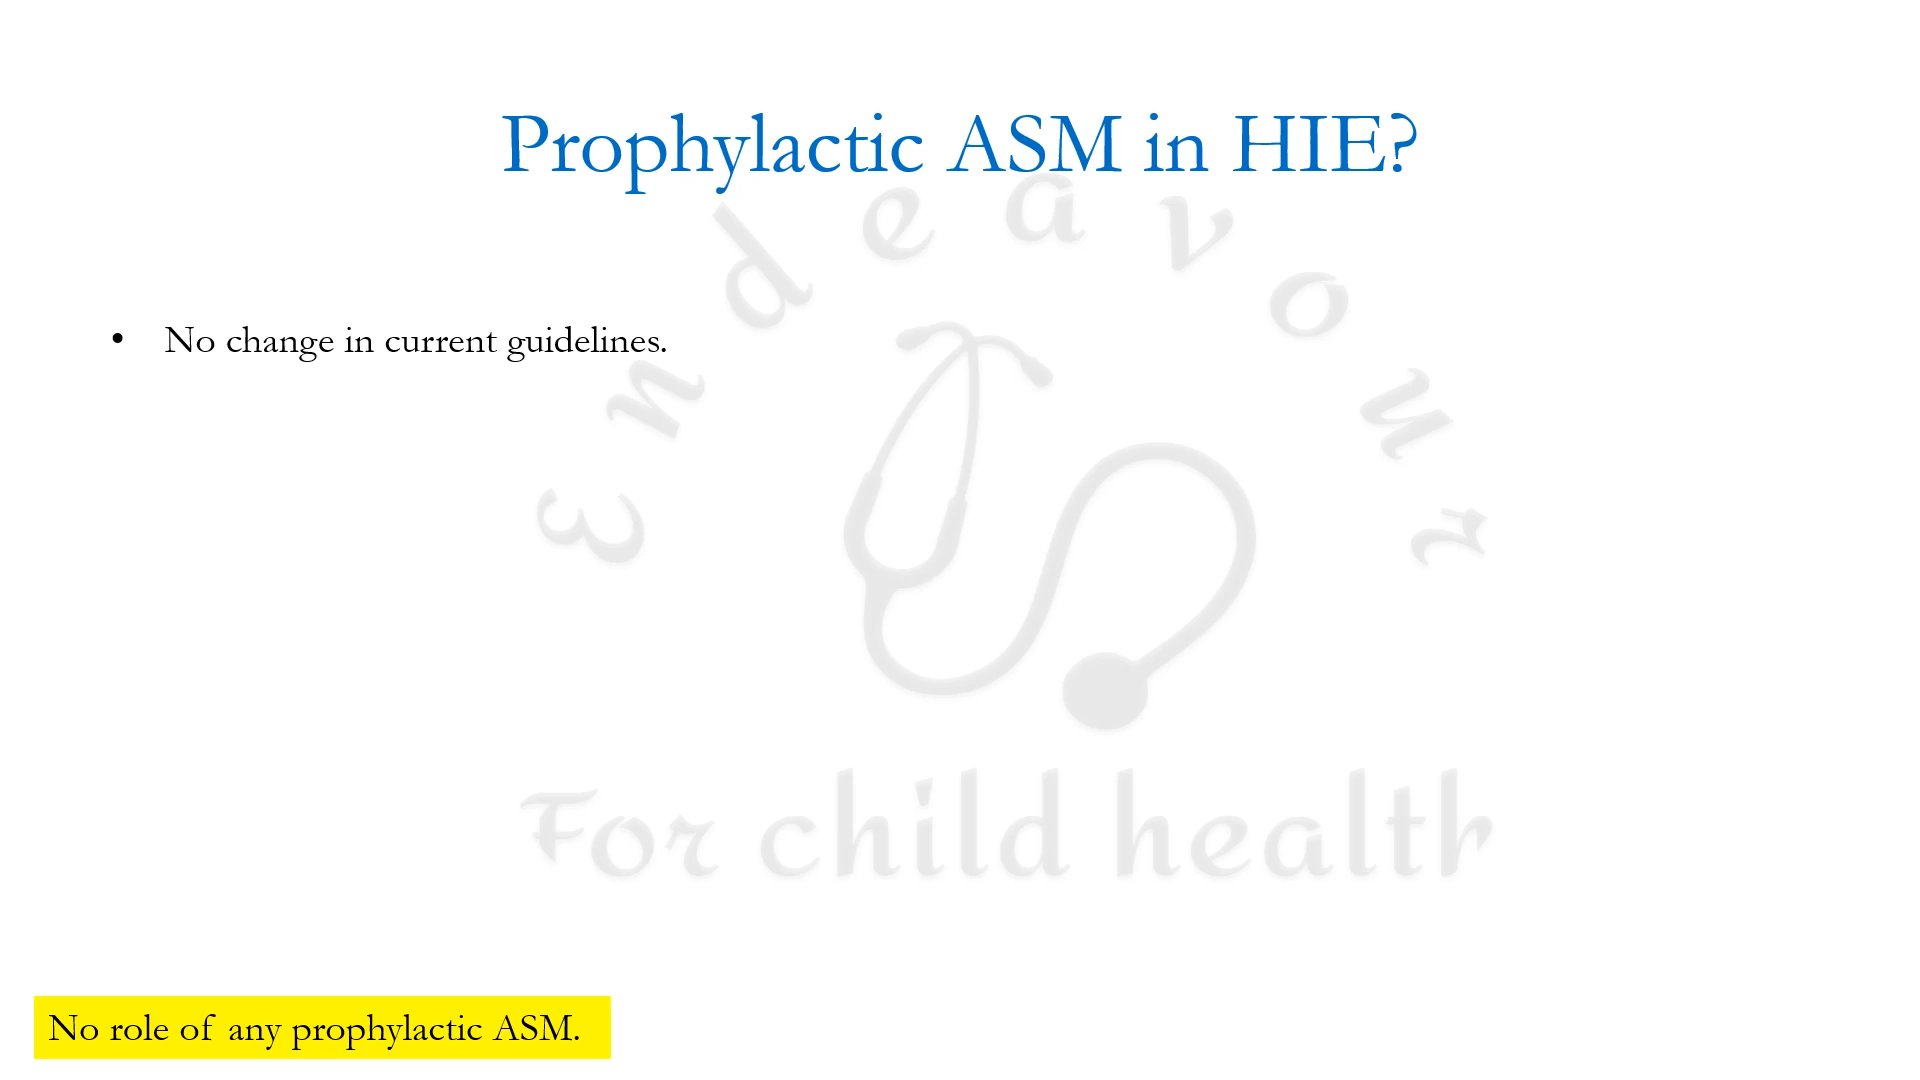 Prophylactic ASM in HIE?
Endeavour
• No change in current guidelines.
For child health
No role of any prophylactic ASM.